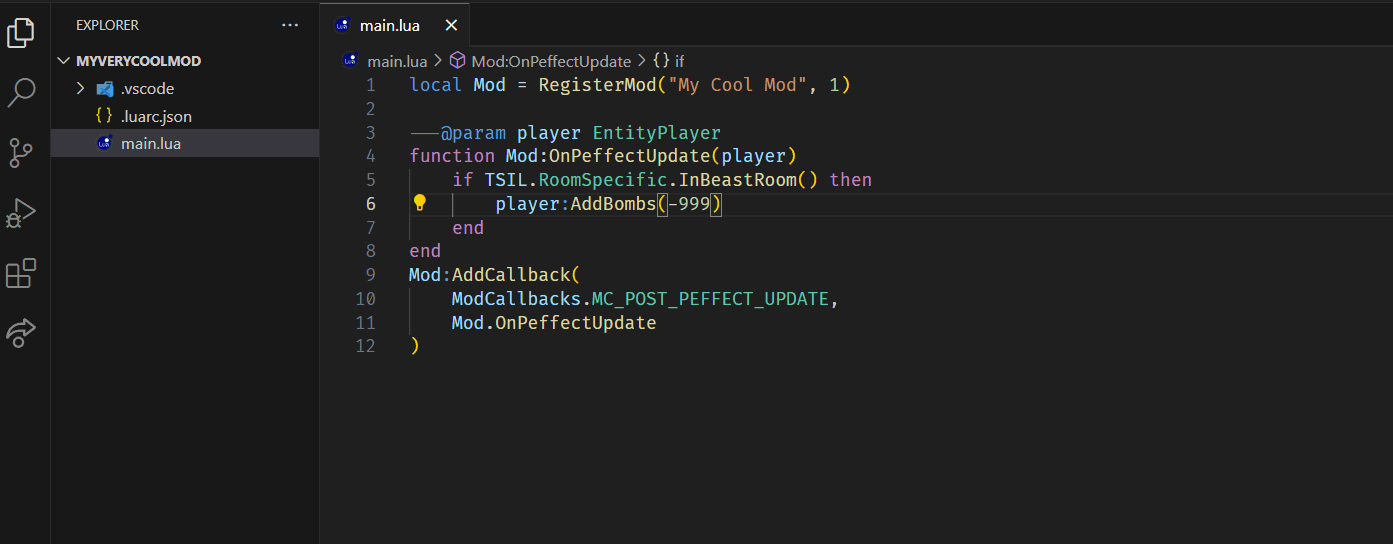 EXPLORER
main.lua
MYVERYCOOLMOD
.vscode
{} .luarc.json
main.lua
main.lua > Mod:OnPeffectUpdate > {} if
1 local Mod = RegisterMod("My Cool Mod", 1)
2
3 ---@param player EntityPlayer
4 function Mod:OnPeffectUpdate(player)
5 if TSIL.RoomSpecific.InBeastRoom() then
6 player:AddBombs(-999)
7 end
8 end
9 Mod:AddCallback(
10 ModCallbacks.MC_POST_PEFFECT_UPDATE,
11 Mod.OnPeffectUpdate
12 )